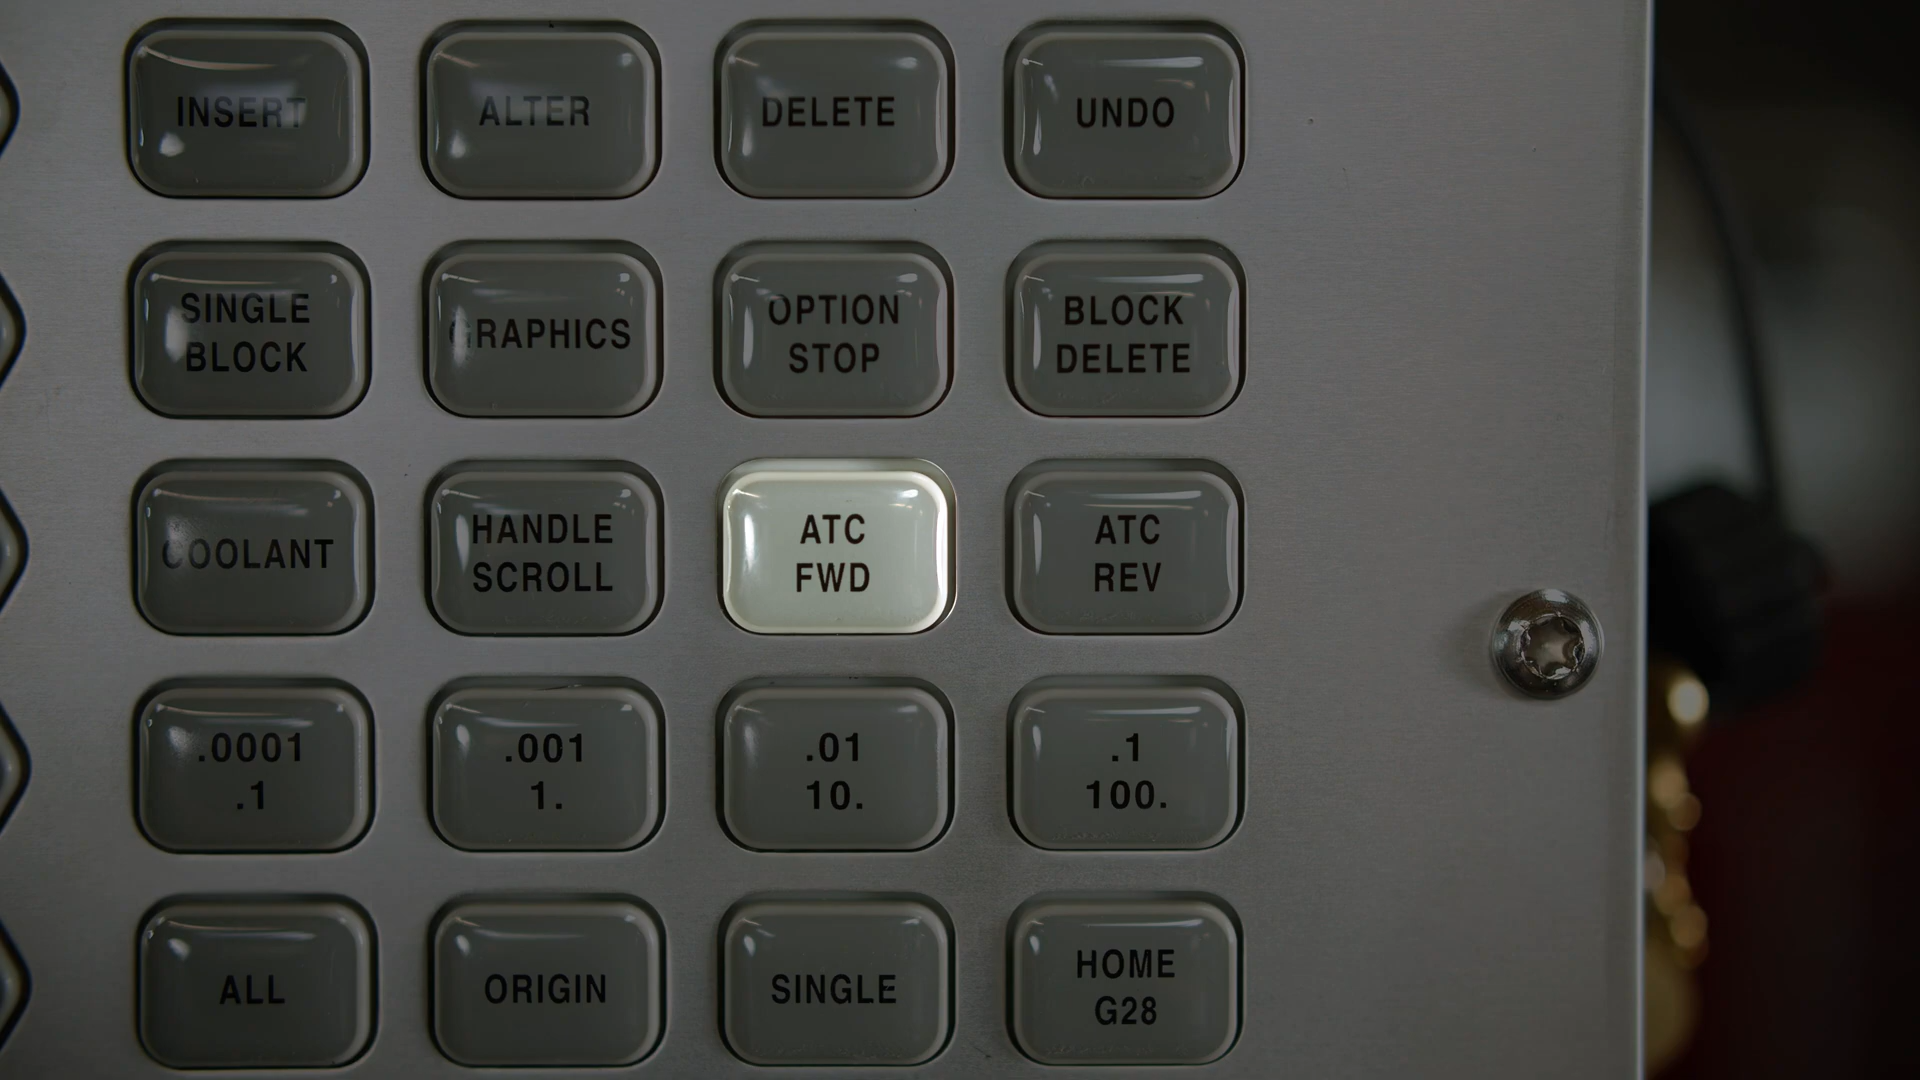 INSERT
ALTER
DELETE
UNDO
SINGLE
BLOCK
GRAPHICS
OPTION
STOP
BLOCK
DELETE
COOLANT
HANDLE
SCROLL
ATC
FWD
ATC
REV
.0001
.1
.001
1.
.01
10.
.1
100.
ALL
ORIGIN
SINGLE
HOME
G28